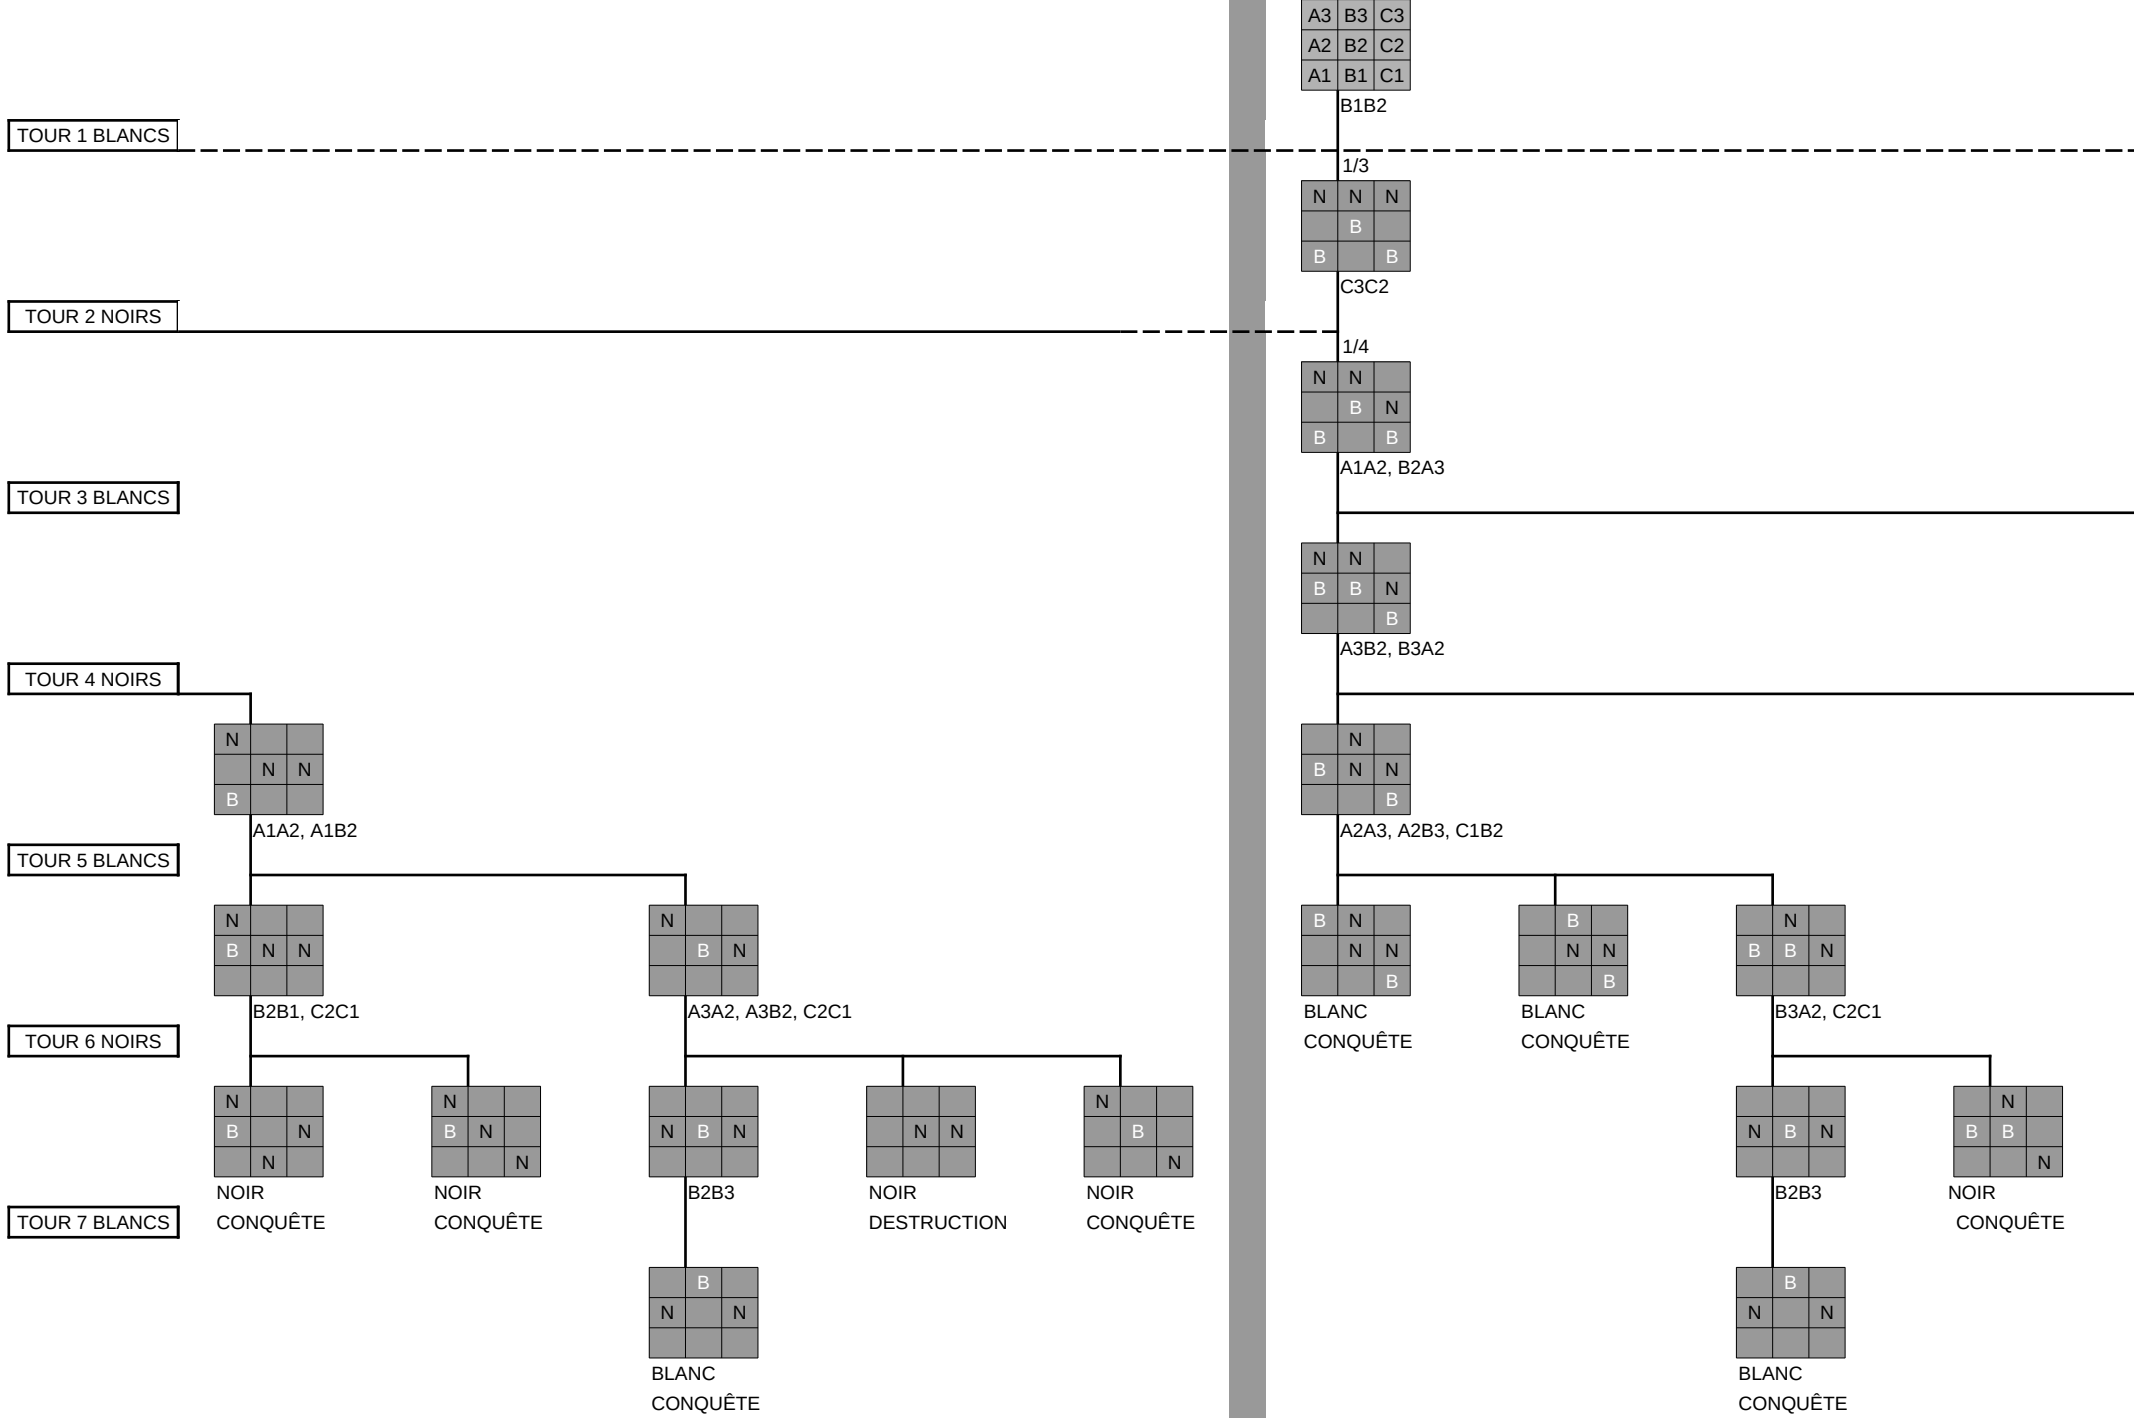 A3 B3 C3
A2 B2 C2
A1 B1 C1
B1B2
TOUR 1 BLANCS
1/3
N N N
B
B B
C3C2
TOUR 2 NOIRS
1/4
N N
B N
B B
A1A2, B2A3
TOUR 3 BLANCS
N N
B B N
B
A3B2, B3A2
TOUR 4 NOIRS
N N
N N B N N
B B
A1A2, A1B2 A2A3, A2B3, C1B2
TOUR 5 BLANCS
N N B N B N
B N N B N N N N N B B N
B B
B2B1, C2C1 A3A2, A3B2, C2C1 BLANC BLANC B3A2, C2C1
TOUR 6 NOIRS CONQUÊTE CONQUÊTE
N N N N
B N B N N B N N N B N B N B B
N N N N
NOIR NOIR B2B3 NOIR NOIR B2B3 NOIR
TOUR 7 BLANCS CONQUÊTE CONQUÊTE DESTRUCTION CONQUÊTE CONQUÊTE
B B
N N N N
BLANC BLANC
CONQUÊTE CONQUÊTE